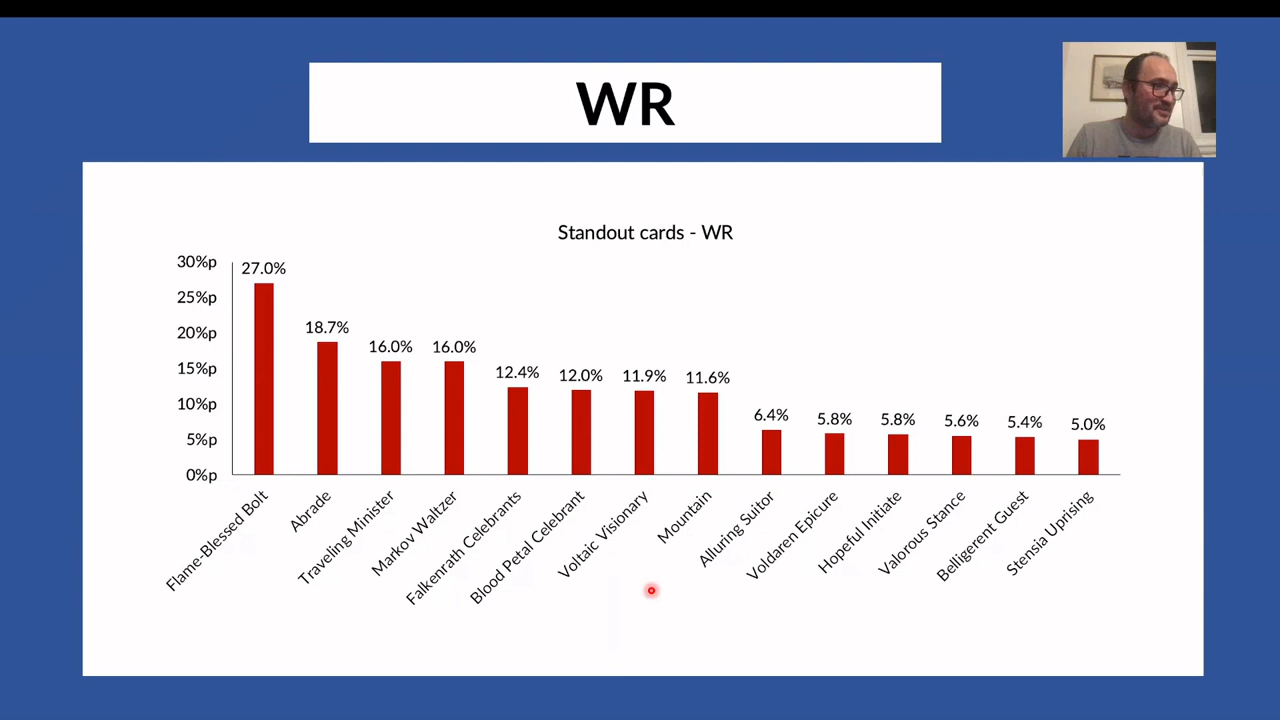 WR
Standout cards - WR
30%p
25%p
20%p
15%p
10%p
5%p
0%p
27.0%
18.7%
16.0%
16.0%
12.4%
12.0%
11.9%
11.6%
6.4%
5.8%
5.8%
5.6%
5.4%
5.0%
Flame-Blessed Bolt
Abrade
Traveling Minister
Markov Waltzer
Falkenrath Celebrants
Blood Petal Celebrant
Voltaic Visionary
Mountain
Alluring Suitor
Voldaren Epicure
Hopeful Initiate
Valorous Stance
Belligerent Guest
Stensia Uprising